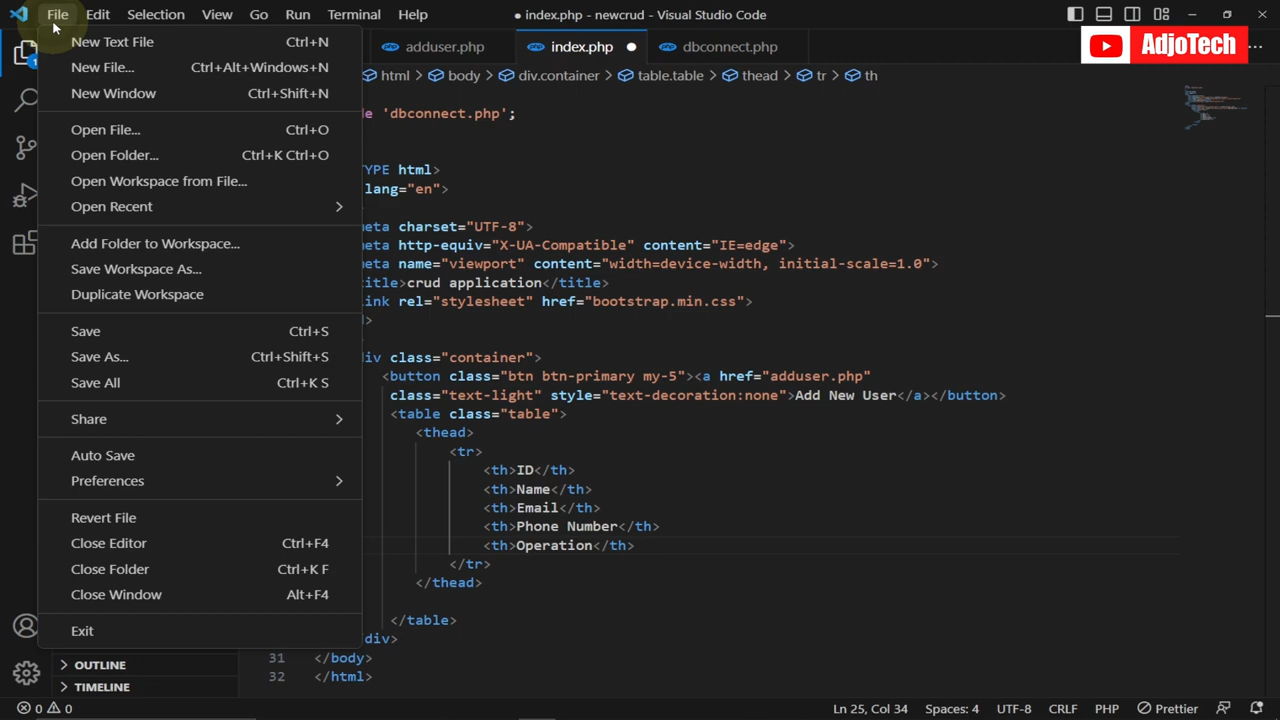 File Edit Selection View Go Run Terminal Help
● index.php - newcrud - Visual Studio Code
AdjoTech
adduser.php index.php ● dbconnect.php
html > body > div.container > table.table > thead > tr > th
New Text File Ctrl+N
New File... Ctrl+Alt+Windows+N
New Window Ctrl+Shift+N
Open File... Ctrl+O
Open Folder... Ctrl+K Ctrl+O
Open Workspace from File...
Open Recent >
Add Folder to Workspace...
Save Workspace As...
Duplicate Workspace
Save Ctrl+S
Save As... Ctrl+Shift+S
Save All Ctrl+K S
Share >
Auto Save
Preferences >
Revert File
Close Editor Ctrl+F4
Close Folder Ctrl+K F
Close Window Alt+F4
Exit
1
OUTLINE
TIMELINE
e 'dbconnect.php';
TYPE html>
lang="en">
eta charset="UTF-8">
eta http-equiv="X-UA-Compatible" content="IE=edge">
eta name="viewport" content="width=device-width, initial-scale=1.0">
itle>crud application</title>
ink rel="stylesheet" href="bootstrap.min.css">
d>
iv class="container">
<button class="btn btn-primary my-5"><a href="adduser.php"
class="text-light" style="text-decoration:none">Add New User</a></button>
<table class="table">
<thead>
<tr>
<th>ID</th>
<th>Name</th>
<th>Email</th>
<th>Phone Number</th>
<th>Operation</th>
</tr>
</thead>
</table>
div>
31 </body>
32 </html>
0 0 Ln 25, Col 34 Spaces: 4 UTF-8 CRLF PHP Prettier